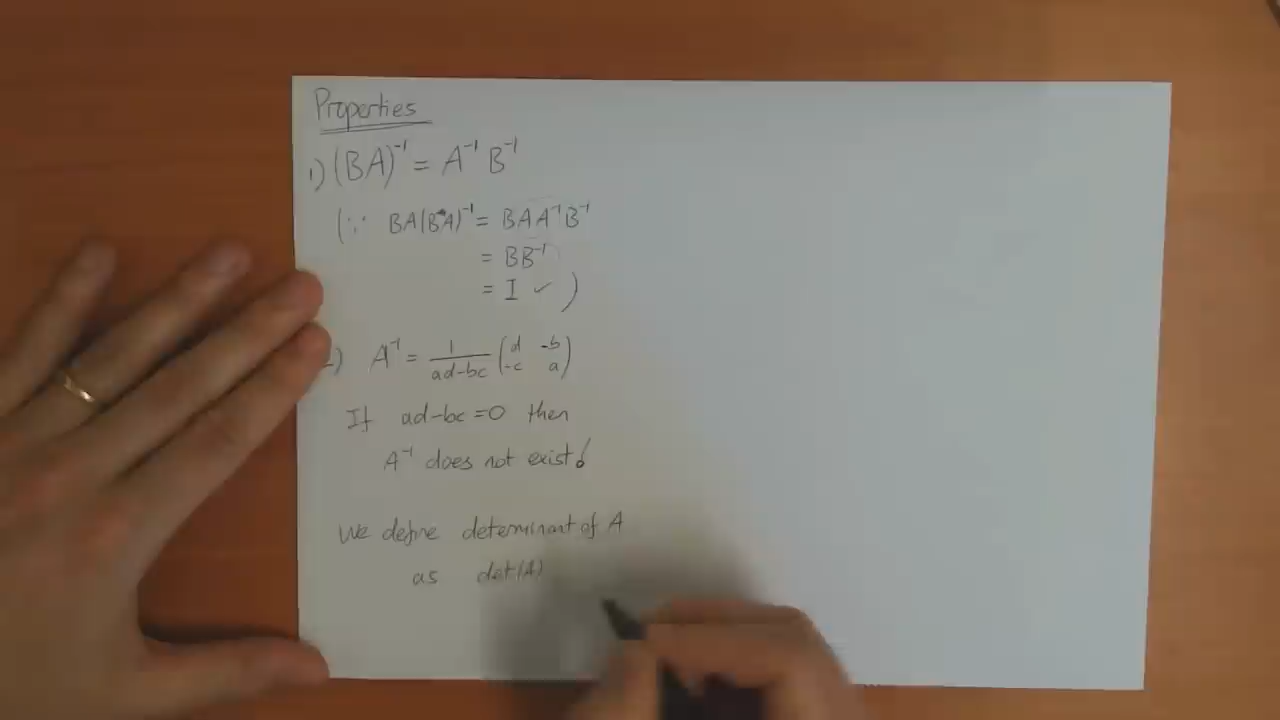 Properties
1) (BA)⁻¹ = A⁻¹ B⁻¹
(∵ BA(BA)⁻¹ = BAA⁻¹B⁻¹
= BB⁻¹
= I ✓ )
) A⁻¹ = 1/(ad-bc) (d -b
-c a)
If ad-bc = 0 then
A⁻¹ does not exist!
We define determinant of A
as det(A)